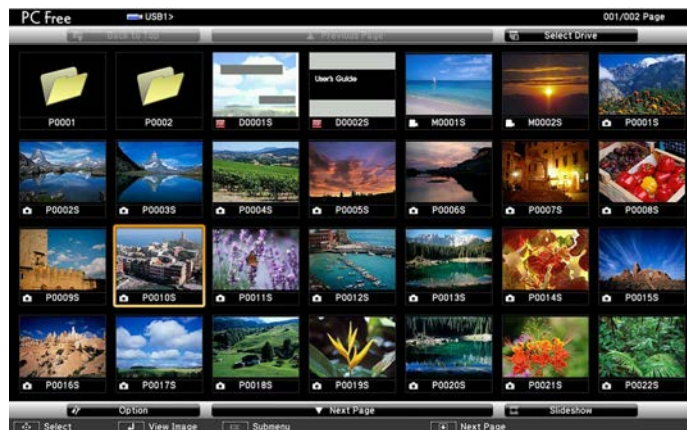 PC Free USB1> 001/002 Page
Back to Top ▲ Previous Page Select Drive
P0001 P0002 D0001S D0002S M0001S M0002S P0001S
User's Guide
P0002S P0003S P0004S P0005S P0006S P0007S P0008S
P0009S P0010S P0011S P0012S P0013S P0014S P0015S
P0016S P0017S P0018S P0019S P0020S P0021S P0022S
Option ▼ Next Page Slideshow
Select View Image Submenu Next Page